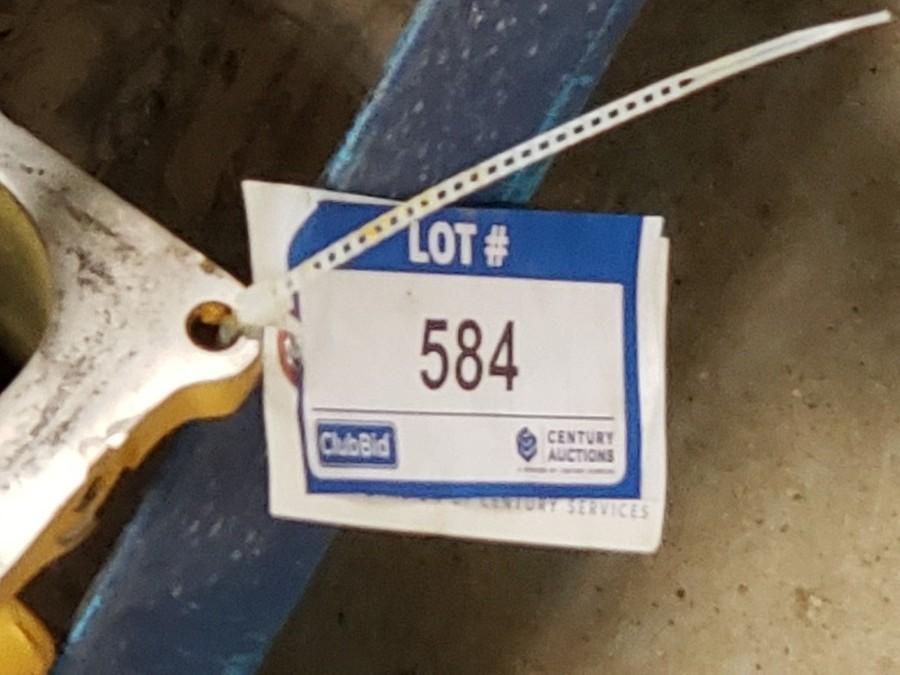 LOT #
584
ClubBid
CENTURY
AUCTIONS
CENTURY SERVICES